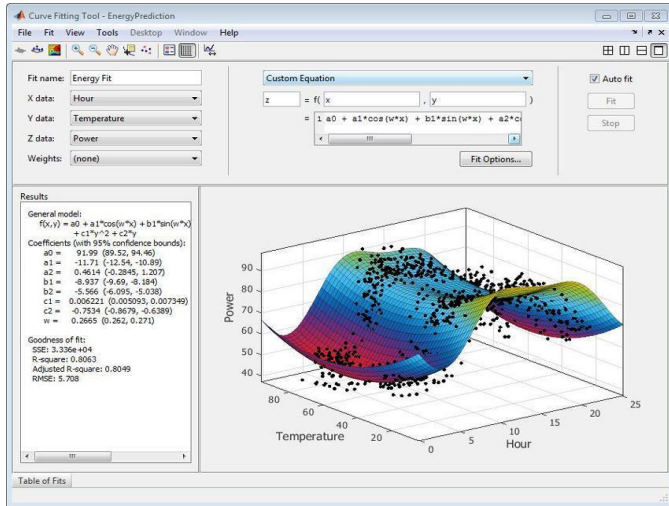 Curve Fitting Tool - EnergyPrediction
File Edit View Tools Desktop Window Help
Fit name: Energy Fit
X data: Hour
Y data: Temperature
Z data: Power
Weights: (none)
Custom Equation
z = f( x , y )
= 1 a0 + a1*cos(w*x) + b1*sin(w*x) + a2*c
Fit Options...
Auto fit
Fit
Stop
Results
General model:
f(x,y) = a0 + a1*cos(w*x) + b1*sin(w*x)
+ c1*y^2 + c2*y
Coefficients (with 95% confidence bounds):
a0 = 91.99 (89.52, 94.46)
a1 = -11.71 (-12.54, -10.89)
a2 = 0.4614 (-0.2845, 1.207)
b1 = -8.937 (-9.69, -8.184)
b2 = -5.566 (-6.095, -5.038)
c1 = 0.006221 (0.005093, 0.007349)
c2 = -0.7534 (-0.8679, -0.6389)
w = 0.2665 (0.262, 0.271)
Goodness of fit:
SSE: 3.336e+04
R-square: 0.8063
Adjusted R-square: 0.8049
RMSE: 5.708
Power
90
80
70
60
50
40
80
60
40
20
Temperature
0
5
10
15
20
25
Hour
Table of Fits